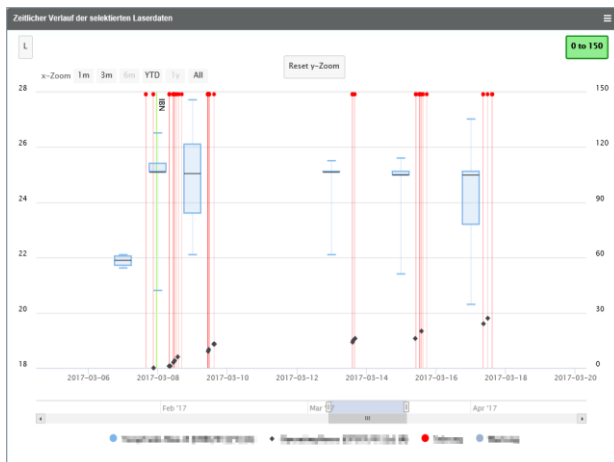 Zeitlicher Verlauf der selektierten Laserdaten
L
0 to 150
Reset y-Zoom
x-Zoom 1m 3m 6m YTD 1y All
28 150
IBN
26 120
24 90
22 60
20 30
18 0
2017-03-06 2017-03-08 2017-03-10 2017-03-12 2017-03-14 2017-03-16 2017-03-18 2017-03-20
Feb '17 Mar '17 Apr '17